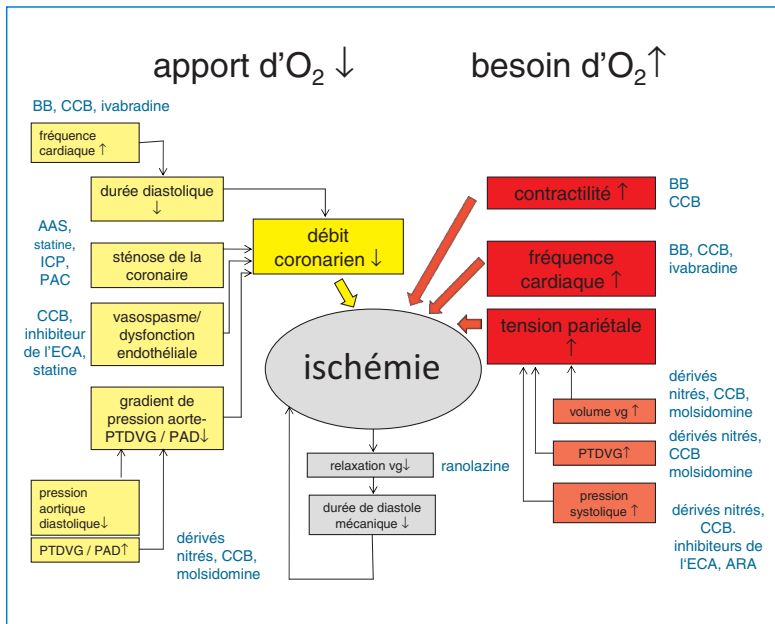 apport d'O₂ ↓
besoin d'O₂ ↑
BB, CCB, ivabradine
fréquence
cardiaque ↑
durée diastolique
↓
AAS,
statine,
ICP,
PAC
sténose de la
coronaire
débit
coronarien ↓
CCB,
inhibiteur
de l'ECA,
statine
vasospasme/
dysfonction
endothéliale
gradient de
pression aorte-
PTDVG / PAD↓
pression
aortique
diastolique↓
PTDVG / PAD↑
dérivés
nitrés, CCB,
molsidomine
ischémie
relaxation vg↓
ranolazine
durée de diastole
mécanique ↓
contractilité ↑
BB
CCB
fréquence
cardiaque ↑
BB, CCB,
ivabradine
tension pariétale
↑
volume vg ↑
dérivés
nitrés, CCB,
molsidomine
PTDVG↑
dérivés nitrés,
CCB
molsidomine
pression
systolique ↑
dérivés nitrés,
CCB.
inhibiteurs de
l'ECA, ARA